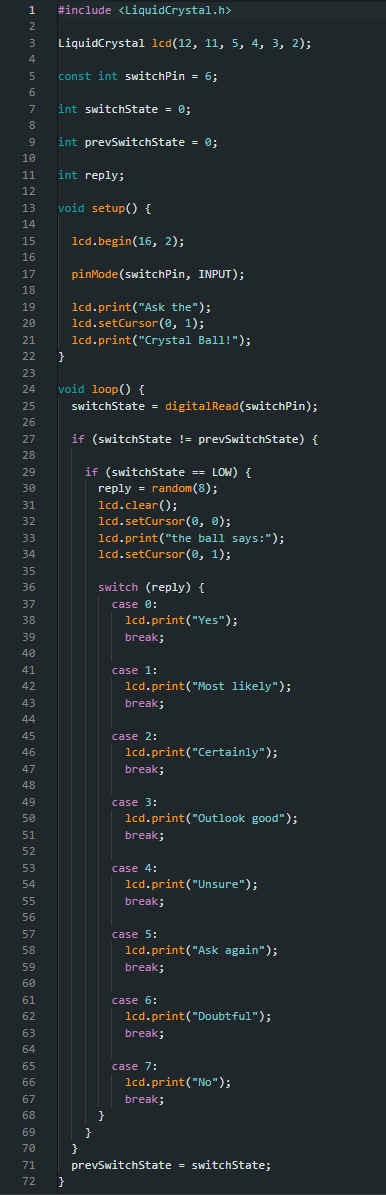 1 #include <LiquidCrystal.h>
2
3 LiquidCrystal lcd(12, 11, 5, 4, 3, 2);
4
5 const int switchPin = 6;
6
7 int switchState = 0;
8
9 int prevSwitchState = 0;
10
11 int reply;
12
13 void setup() {
14
15   lcd.begin(16, 2);
16
17   pinMode(switchPin, INPUT);
18
19   lcd.print("Ask the");
20   lcd.setCursor(0, 1);
21   lcd.print("Crystal Ball!");
22 }
23
24 void loop() {
25   switchState = digitalRead(switchPin);
26
27   if (switchState != prevSwitchState) {
28
29     if (switchState == LOW) {
30       reply = random(8);
31       lcd.clear();
32       lcd.setCursor(0, 0);
33       lcd.print("the ball says:");
34       lcd.setCursor(0, 1);
35
36       switch (reply) {
37         case 0:
38           lcd.print("Yes");
39           break;
40
41         case 1:
42           lcd.print("Most likely");
43           break;
44
45         case 2:
46           lcd.print("Certainly");
47           break;
48
49         case 3:
50           lcd.print("Outlook good");
51           break;
52
53         case 4:
54           lcd.print("Unsure");
55           break;
56
57         case 5:
58           lcd.print("Ask again");
59           break;
60
61         case 6:
62           lcd.print("Doubtful");
63           break;
64
65         case 7:
66           lcd.print("No");
67           break;
68       }
69     }
70   }
71   prevSwitchState = switchState;
72 }